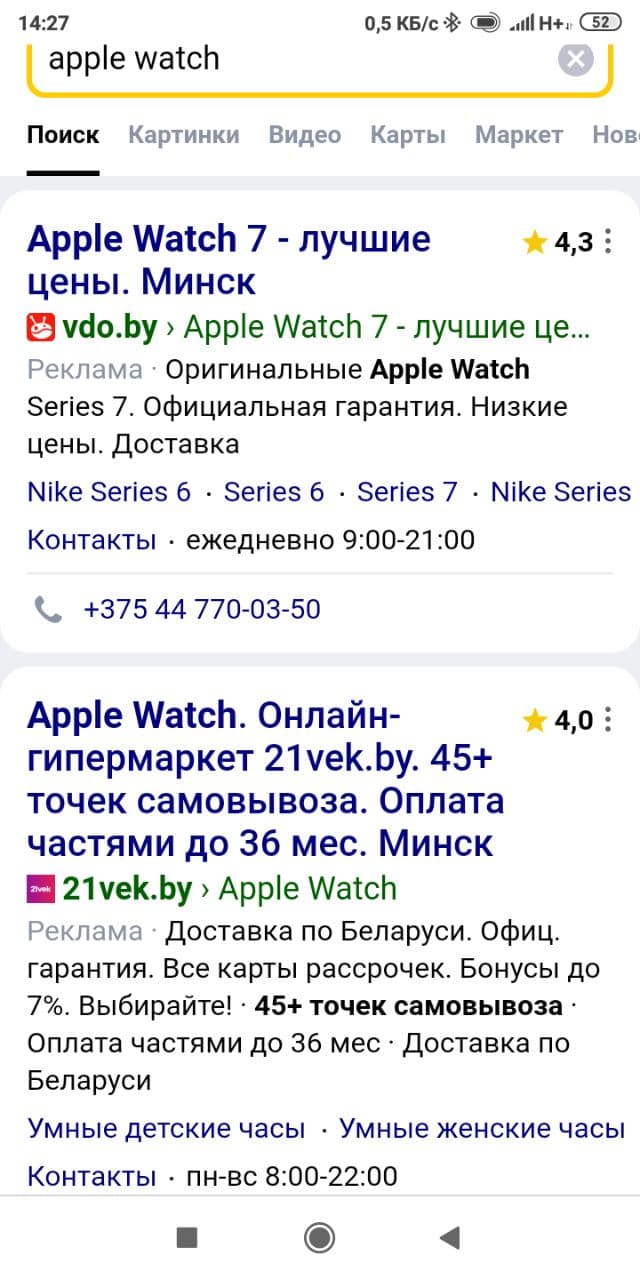 14:27 0,5 КБ/с H+ 52
apple watch
Поиск Картинки Видео Карты Маркет Нов
Apple Watch 7 - лучшие 4,3
цены. Минск
vdo.by › Apple Watch 7 - лучшие це...
Реклама · Оригинальные Apple Watch
Series 7. Официальная гарантия. Низкие
цены. Доставка
Nike Series 6 · Series 6 · Series 7 · Nike Series
Контакты · ежедневно 9:00-21:00
+375 44 770-03-50
Apple Watch. Онлайн- 4,0
гипермаркет 21vek.by. 45+
точек самовывоза. Оплата
частями до 36 мес. Минск
21vek 21vek.by › Apple Watch
Реклама · Доставка по Беларуси. Офиц.
гарантия. Все карты рассрочек. Бонусы до
7%. Выбирайте! · 45+ точек самовывоза ·
Оплата частями до 36 мес · Доставка по
Беларуси
Умные детские часы · Умные женские часы
Контакты · пн-вс 8:00-22:00